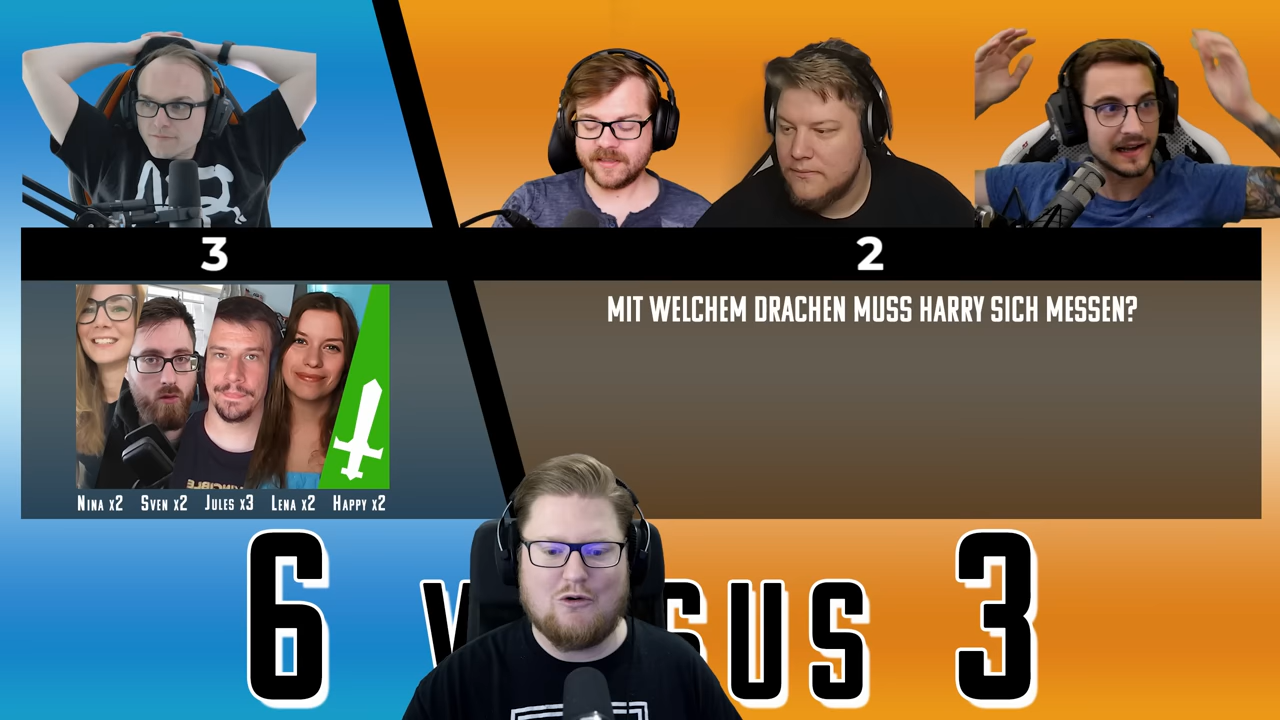 3
2
MIT WELCHEM DRACHEN MUSS HARRY SICH MESSEN?
NINA X2 SVEN X2 JULES X3 LENA X2 HAPPY X2
6
3